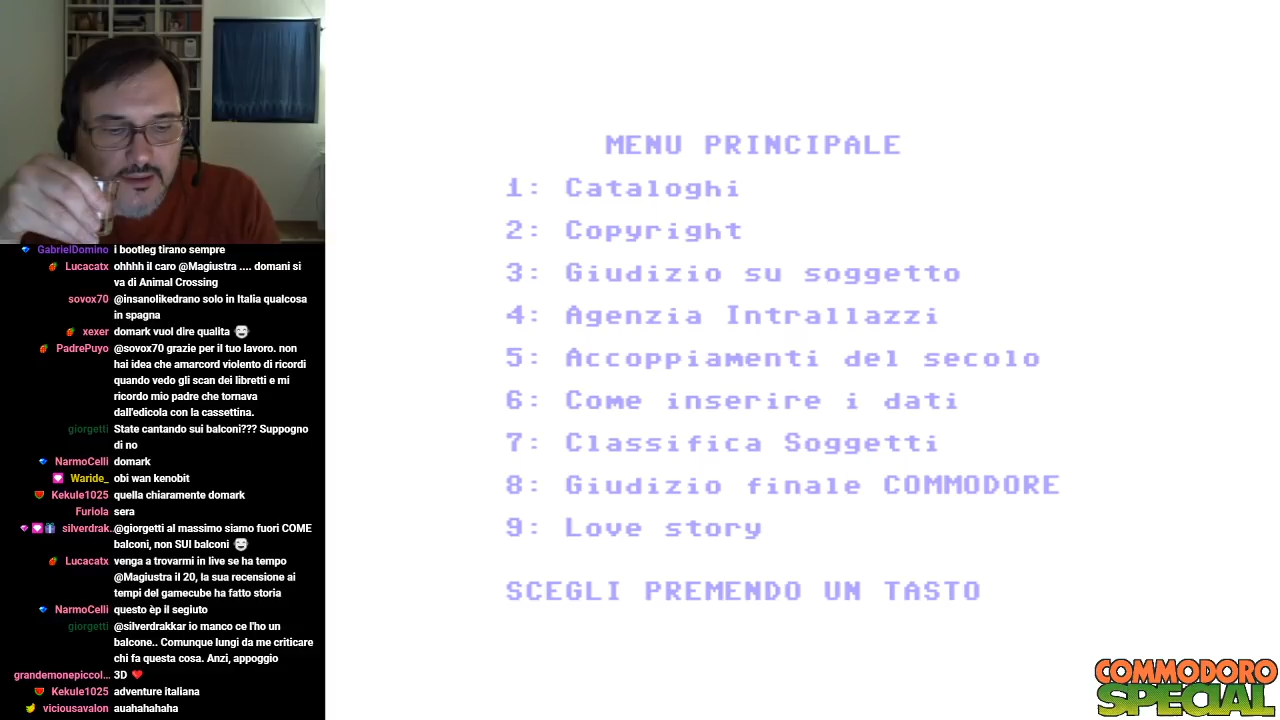 MENU PRINCIPALE
1: Cataloghi
2: Copyright
3: Giudizio su soggetto
4: Agenzia Intrallazzi
5: Accoppiamenti del secolo
6: Come inserire i dati
7: Classifica Soggetti
8: Giudizio finale COMMODORE
9: Love story
SCEGLI PREMENDO UN TASTO
GabrielDomino i bootleg tirano sempre
Lucacatx ohhhh il caro @Magiustra .... domani si
va di Animal Crossing
sovox70 @insanolikedrano solo in Italia qualcosa
in spagna
xexer domark vuol dire qualita
PadrePuyo @sovox70 grazie per il tuo lavoro. non
hai idea che amarcord violento di ricordi
quando vedo gli scan dei libretti e mi
ricordo mio padre che tornava
dall'edicola con la cassettina.
giorgetti State cantando sui balconi??? Suppogno
di no
NarmoCelli domark
Waride_ obi wan kenobit
Kekule1025 quella chiaramente domark
Furiola sera
silverdrak... @giorgetti al massimo siamo fuori COME
balconi, non SUI balconi
Lucacatx venga a trovarmi in live se ha tempo
@Magiustra il 20, la sua recensione ai
tempi del gamecube ha fatto storia
NarmoCelli questo èp il segiuto
giorgetti @silverdrakkar io manco ce l'ho un
balcone.. Comunque lungi da me criticare
chi fa questa cosa. Anzi, appoggio
grandemonepiccol... 3D
Kekule1025 adventure italiana
viciousavalon auahahahaha
COMMODORO
SPECIAL